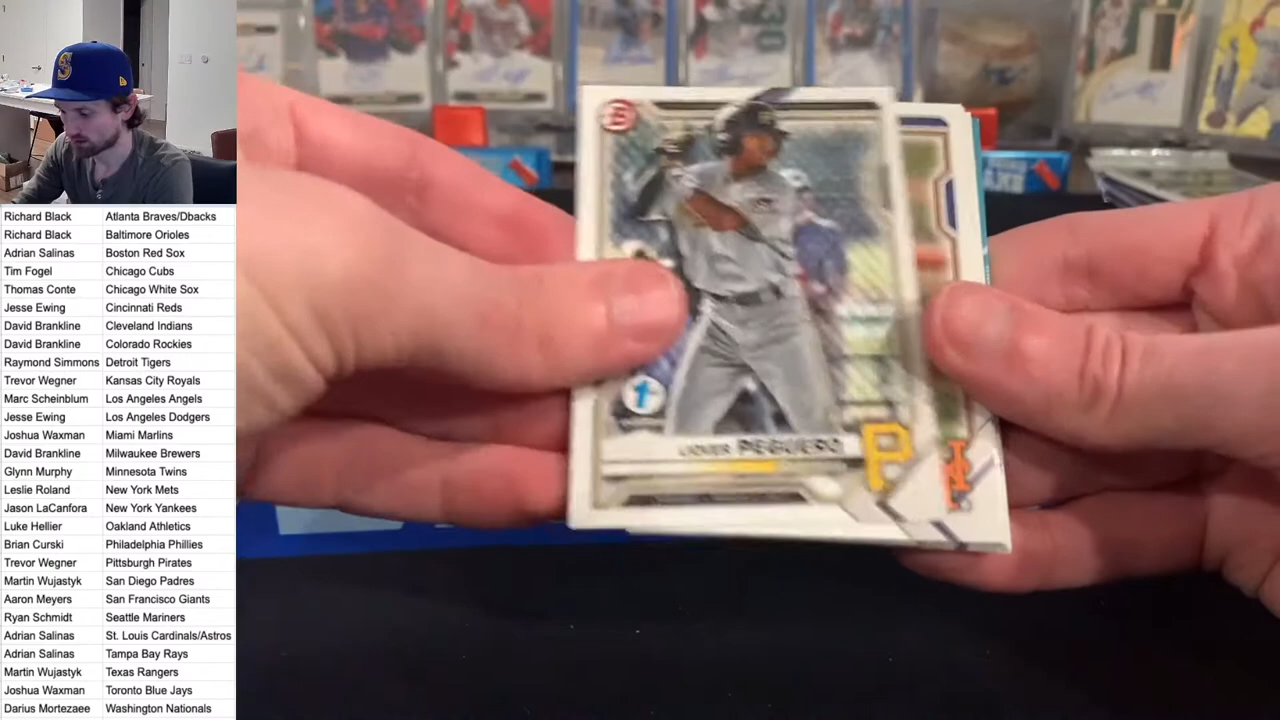 Richard Black Atlanta Braves/Dbacks
Richard Black Baltimore Orioles
Adrian Salinas Boston Red Sox
Tim Fogel Chicago Cubs
Thomas Conte Chicago White Sox
Jesse Ewing Cincinnati Reds
David Brankline Cleveland Indians
David Brankline Colorado Rockies
Raymond Simmons Detroit Tigers
Trevor Wegner Kansas City Royals
Marc Scheinblum Los Angeles Angels
Jesse Ewing Los Angeles Dodgers
Joshua Waxman Miami Marlins
David Brankline Milwaukee Brewers
Glynn Murphy Minnesota Twins
Leslie Roland New York Mets
Jason LaCanfora New York Yankees
Luke Hellier Oakland Athletics
Brian Curski Philadelphia Phillies
Trevor Wegner Pittsburgh Pirates
Martin Wujastyk San Diego Padres
Aaron Meyers San Francisco Giants
Ryan Schmidt Seattle Mariners
Adrian Salinas St. Louis Cardinals/Astros
Adrian Salinas Tampa Bay Rays
Martin Wujastyk Texas Rangers
Joshua Waxman Toronto Blue Jays
Darius Mortezaee Washington Nationals
B
1
PEGUERO
P